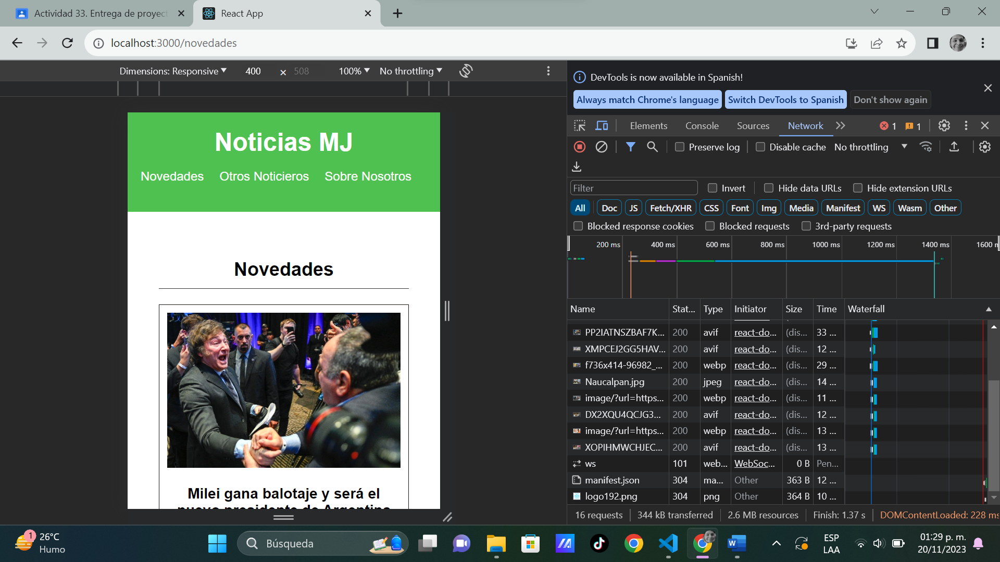 Actividad 33. Entrega de proyect
React App
localhost:3000/novedades
Dimensions: Responsive 400 × 508 100% No throttling
DevTools is now available in Spanish!
Always match Chrome's language Switch DevTools to Spanish Don't show again
Elements Console Sources Network 1 1
Preserve log Disable cache No throttling
Filter Invert Hide data URLs Hide extension URLs
All Doc JS Fetch/XHR CSS Font Img Media Manifest WS Wasm Other
Blocked response cookies Blocked requests 3rd-party requests
200 ms 400 ms 600 ms 800 ms 1000 ms 1200 ms 1400 ms 1600 m
Name Stat... Type Initiator Size Time Waterfall
PP2IATNSZBAF7K... 200 avif react-do... (dis... 33 ...
XMPCEJ2GG5HAV... 200 avif react-do... (dis... 12 ...
f736x414-96982_... 200 webp react-do... (dis... 29 ...
Naucalpan.jpg 200 jpeg react-do... (dis... 14 ...
image/?url=https... 200 webp react-do... (dis... 11 ...
DX2XQU4QCJG3... 200 avif react-do... (dis... 12 ...
image/?url=https... 200 webp react-do... (dis... 13 ...
XOPIHMWCHJEC... 200 avif react-do... (dis... 13 ...
ws 101 web... WebSoc... 0 B Pen...
manifest.json 304 ma... Other 363 B 12 ...
logo192.png 304 png Other 364 B 10 ...
16 requests 344 kB transferred 2.6 MB resources Finish: 1.37 s DOMContentLoaded: 228 ms
Noticias MJ
Novedades Otros Noticieros Sobre Nosotros
Novedades
Milei gana balotaje y será el
nuevo presidente de Argentina
1
26°C
Humo
Búsqueda
W
ESP
LAA
01:29 p. m.
20/11/2023